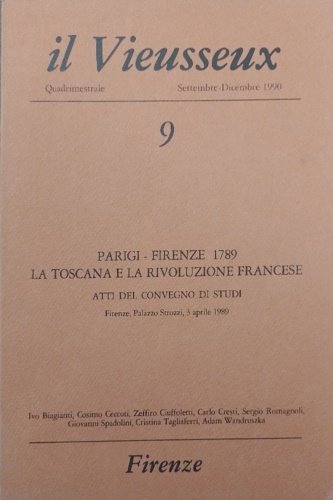 il Vieusseux
Quadrimestrale Settembre-Dicembre 1990
9
PARIGI - FIRENZE 1789
LA TOSCANA E LA RIVOLUZIONE FRANCESE
ATTI DEL CONVEGNO DI STUDI
Firenze, Palazzo Strozzi, 3 aprile 1989
Ivo Biagianti, Cosimo Ceccuti, Zeffiro Ciuffoletti, Carlo Cresti, Sergio Romagnoli,
Giovanni Spadolini, Cristina Tagliaferri, Adam Wandruszka
Firenze